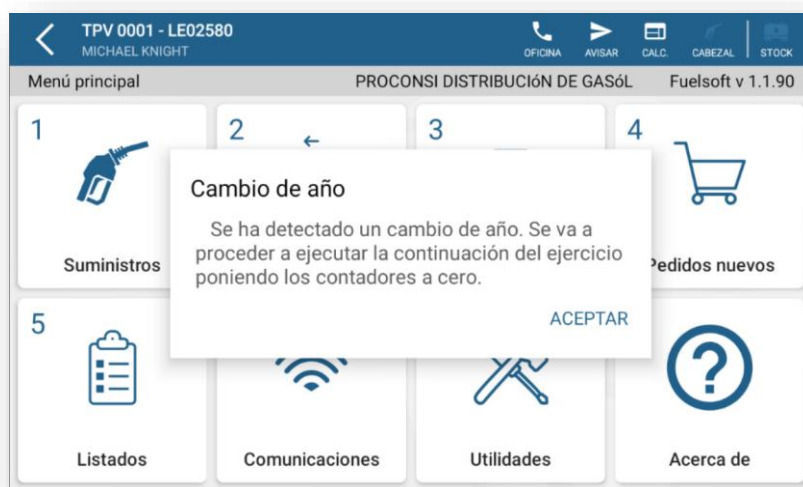 TPV 0001 - LE02580
MICHAEL KNIGHT
OFICINA
AVISAR
CALC.
CABEZAL
STOCK
Menú principal
PROCONSI DISTRIBUCIóN DE GASóL
Fuelsoft v 1.1.90
1
2
3
4
Cambio de año
Se ha detectado un cambio de año. Se va a
proceder a ejecutar la continuación del ejercicio
poniendo los contadores a cero.
ACEPTAR
Suministros
Pedidos nuevos
5
Listados
Comunicaciones
Utilidades
Acerca de